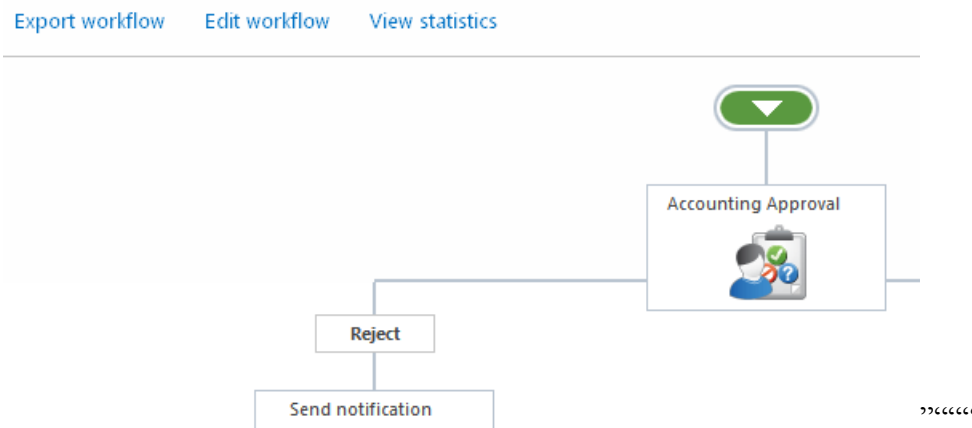 Export workflow Edit workflow View statistics
Accounting Approval
Reject
Send notification
”““““